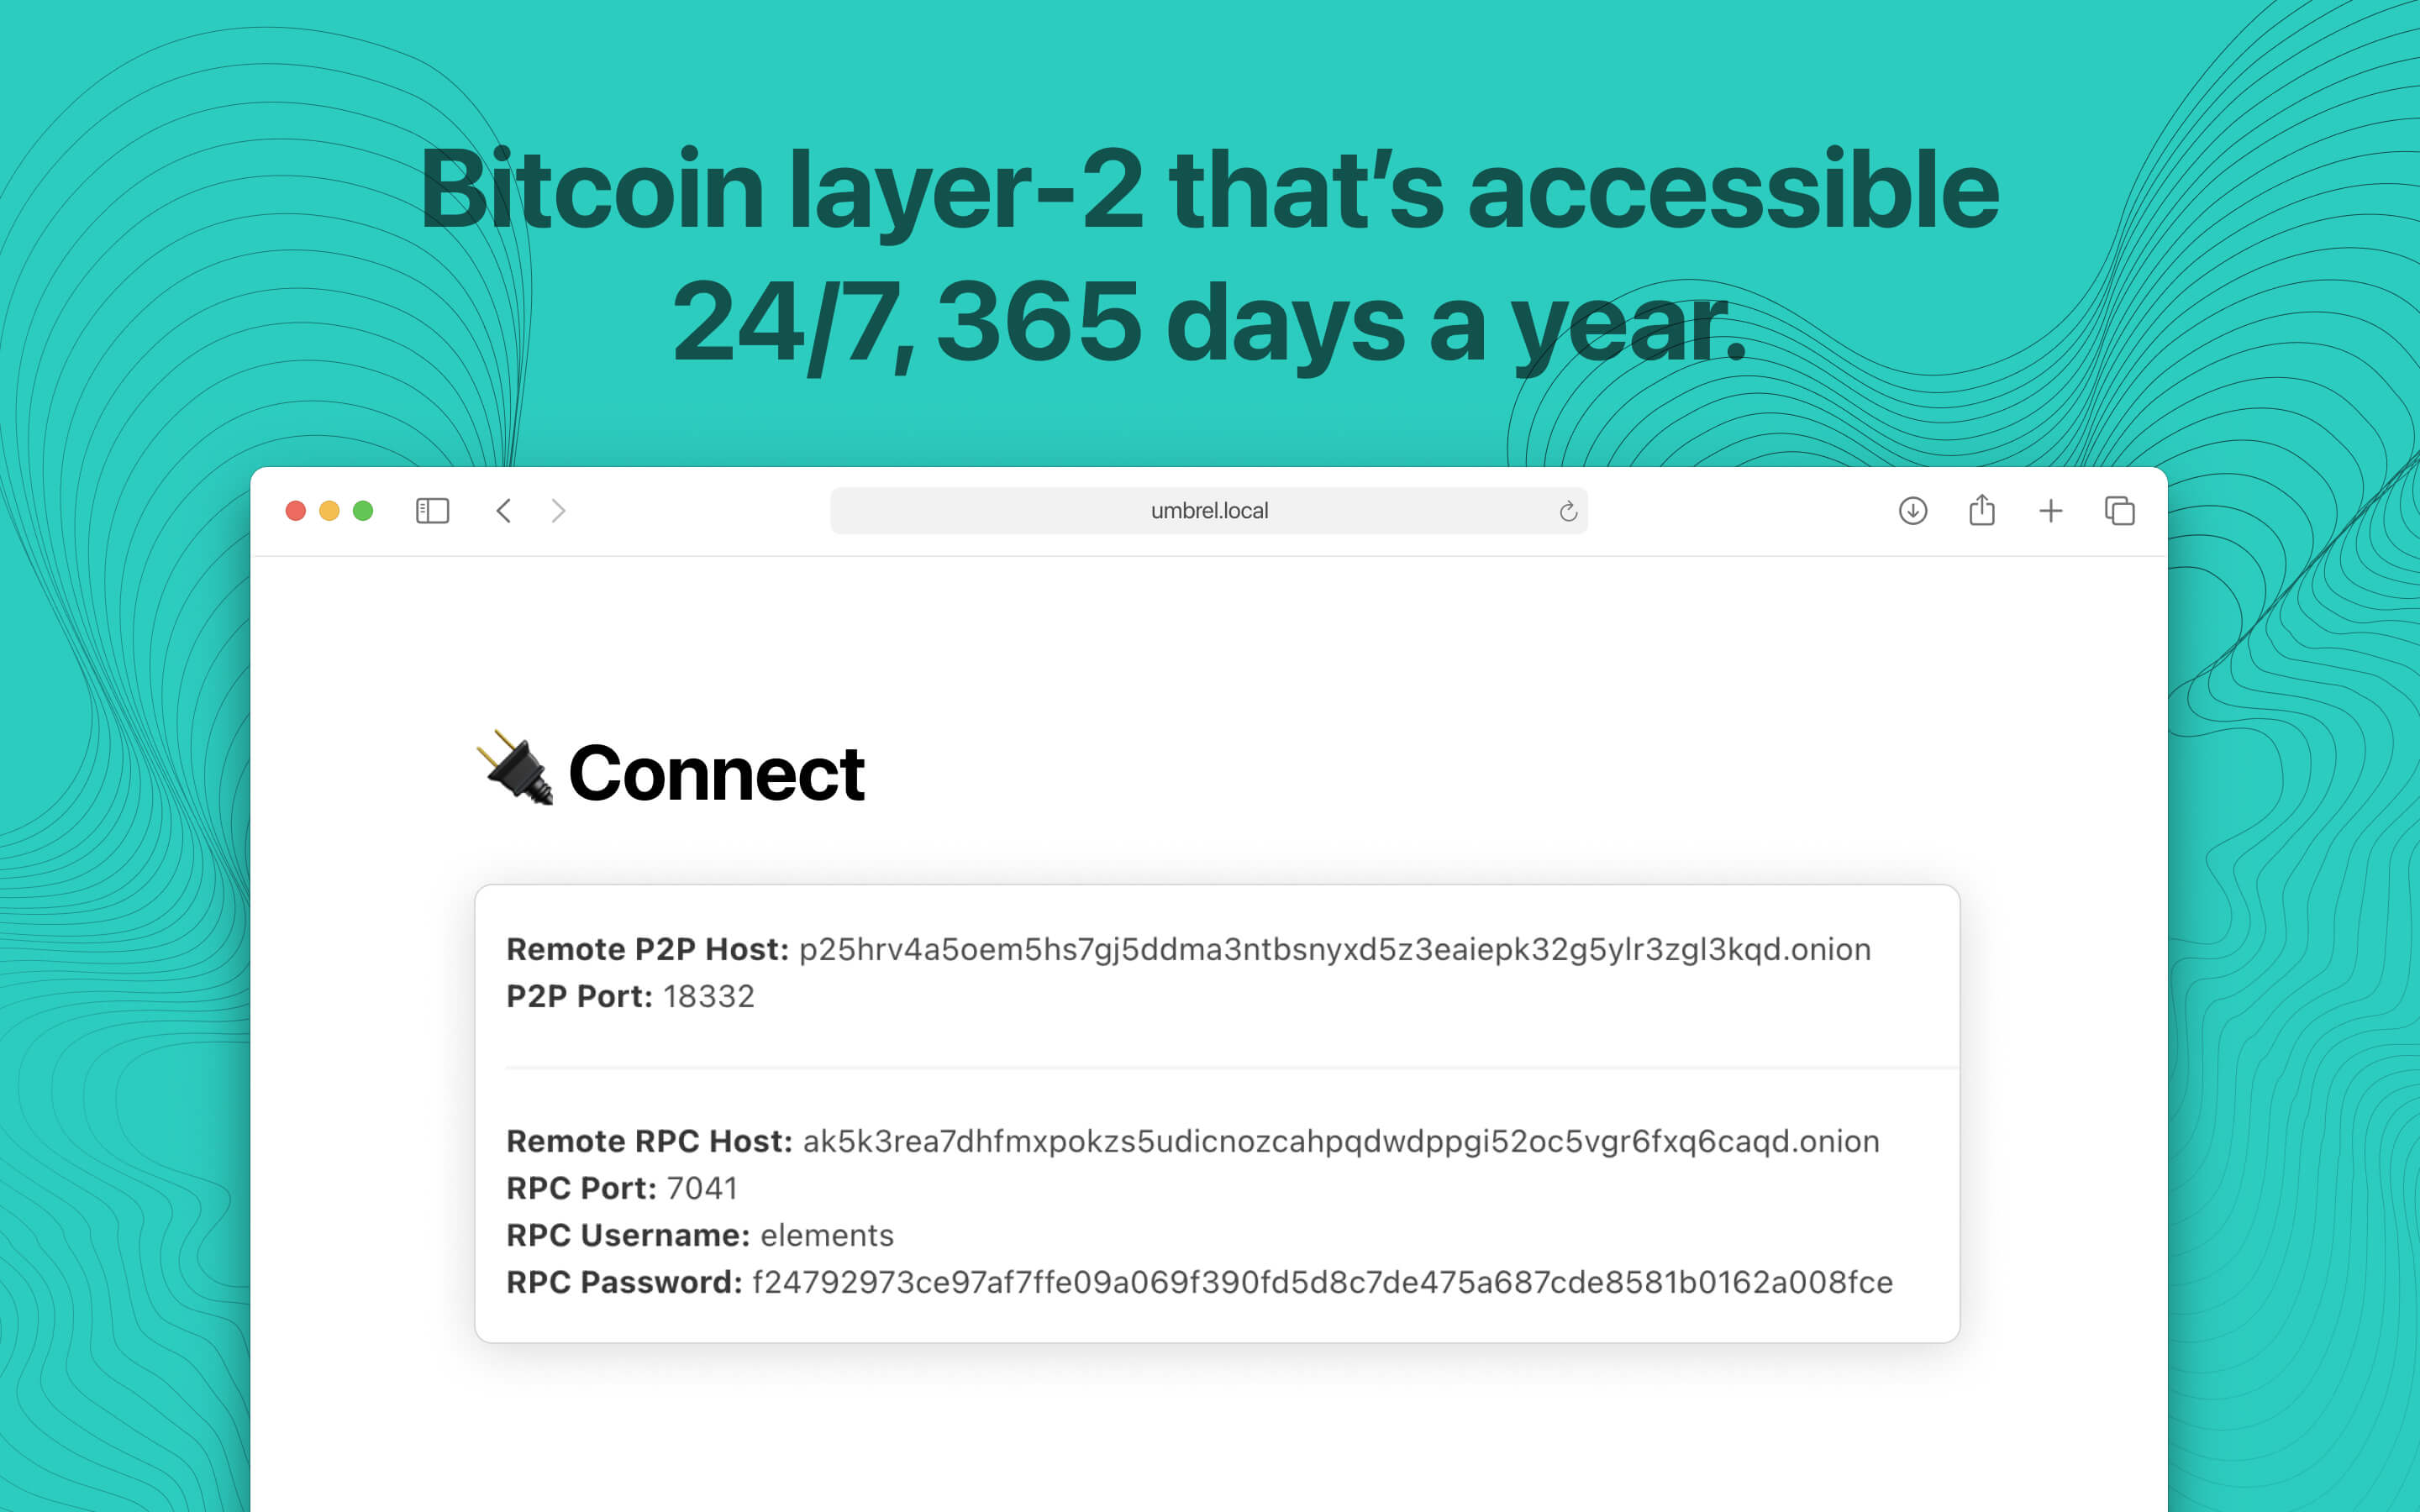 Bitcoin layer-2 that’s accessible
24/7, 365 days a year.
umbrel.local
Connect
Remote P2P Host: p25hrv4a5oem5hs7gj5ddma3ntbsnyxd5z3eaiepk32g5ylr3zgl3kqd.onion
P2P Port: 18332
Remote RPC Host: ak5k3rea7dhfmxpokzs5udicnozcahpqdwdppgi52oc5vgr6fxq6caqd.onion
RPC Port: 7041
RPC Username: elements
RPC Password: f24792973ce97af7ffe09a069f390fd5d8c7de475a687cde8581b0162a008fce